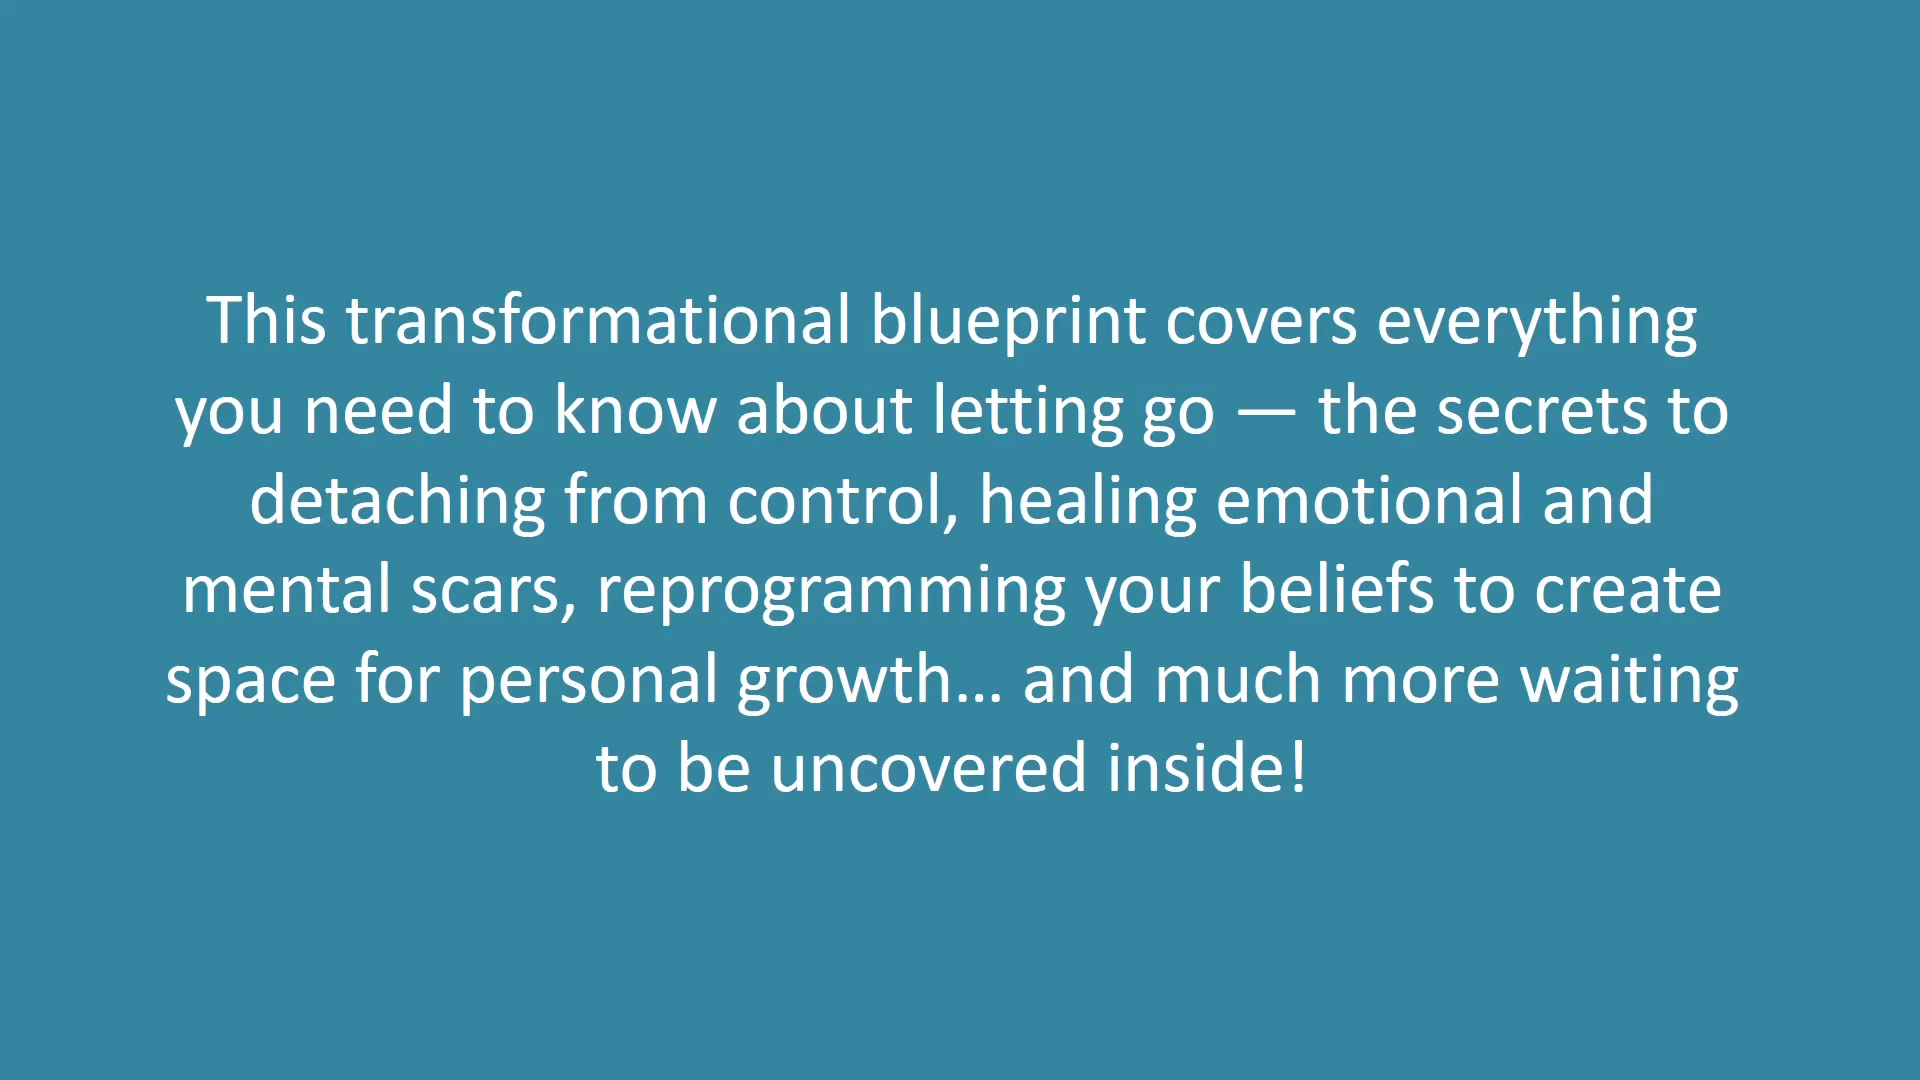 This transformational blueprint covers everything
you need to know about letting go — the secrets to
detaching from control, healing emotional and
mental scars, reprogramming your beliefs to create
space for personal growth... and much more waiting
to be uncovered inside!